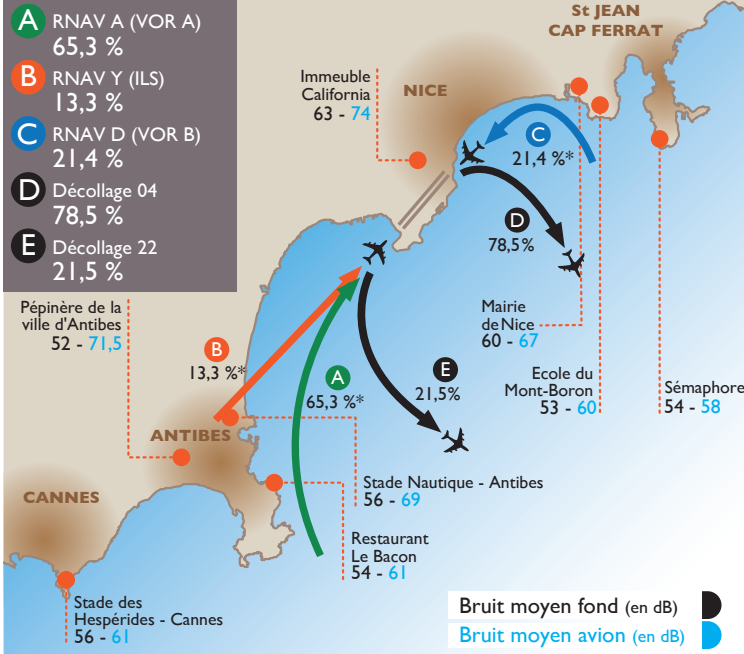 A RNAV A (VOR A)
65,3 %
B RNAV Y (ILS)
13,3 %
C RNAV D (VOR B)
21,4 %
D Décollage 04
78,5 %
E Décollage 22
21,5 %
St JEAN
CAP FERRAT
Immeuble
California
63 - 74
NICE
C
21,4 %*
D
78,5%
Pépinère de la
ville d'Antibes
52 - 71,5
B
13,3 %*
A
65,3 %*
E
21,5%
Mairie
de Nice
60 - 67
Ecole du
Mont-Boron
53 - 60
Sémaphore
54 - 58
ANTIBES
CANNES
Stade Nautique - Antibes
56 - 69
Restaurant
Le Bacon
54 - 61
Stade des
Hespérides - Cannes
56 - 61
Bruit moyen fond (en dB)
Bruit moyen avion (en dB)